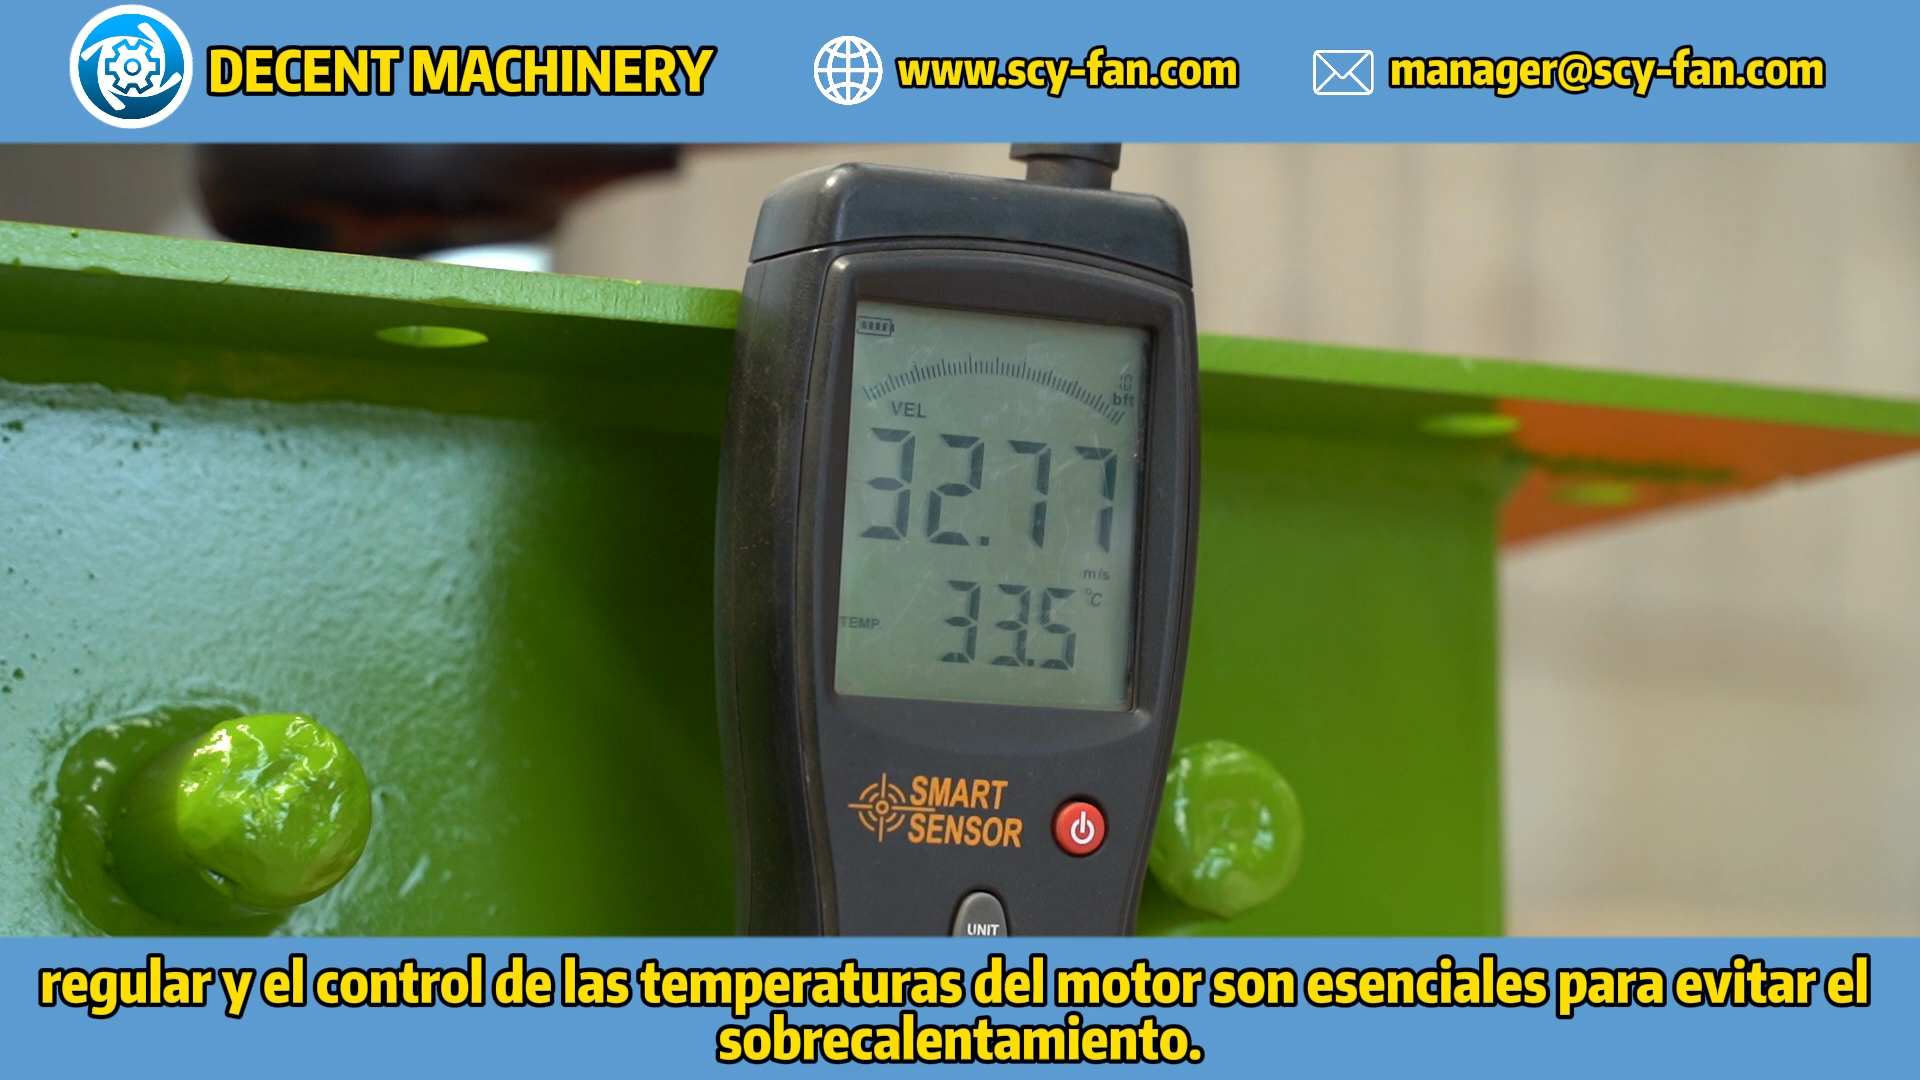 DECENT MACHINERY
www.scy-fan.com
manager@scy-fan.com
bft
VEL
32.77
m/s
°C
TEMP.
33.5
SMART
SENSOR
UNIT
regular y el control de las temperaturas del motor son esenciales para evitar el
sobrecalentamiento.